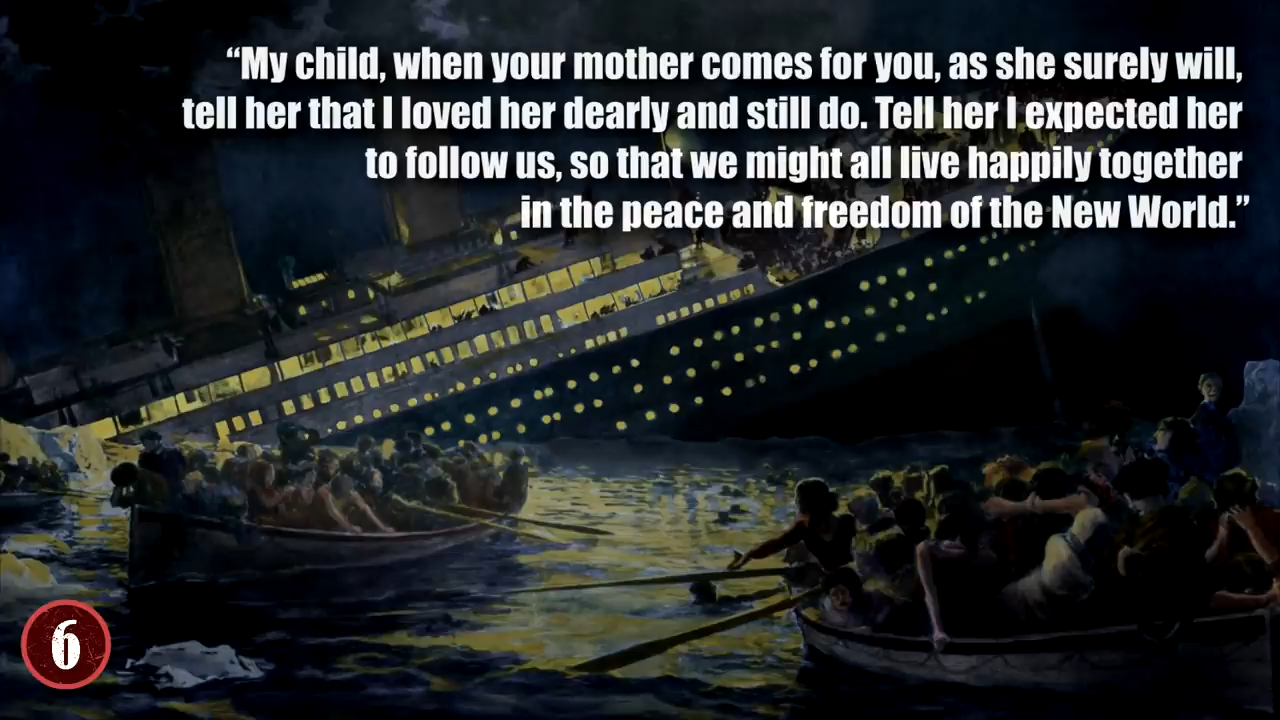 “My child, when your mother comes for you, as she surely will,
tell her that I loved her dearly and still do. Tell her I expected her
to follow us, so that we might all live happily together
in the peace and freedom of the New World.”
6